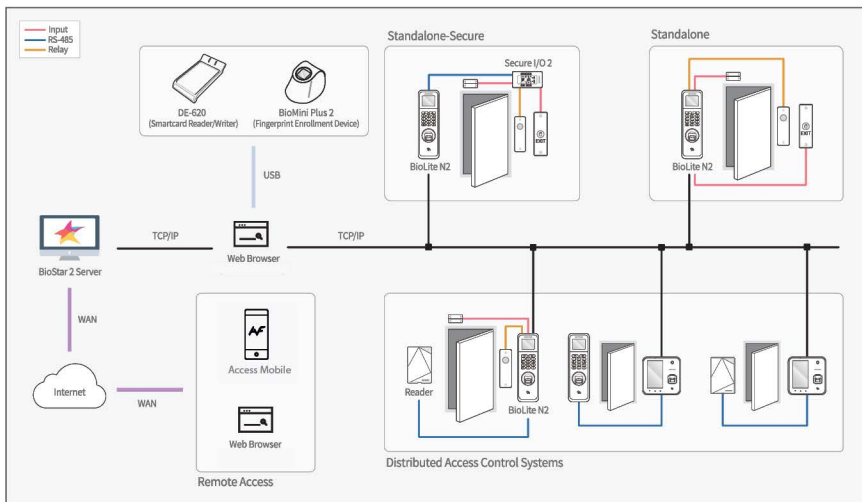 Input
RS-485
Relay
DE-620
(Smartcard Reader/Writer)
BioMini Plus 2
(Fingerprint Enrollment Device)
USB
Standalone-Secure
Secure I/O 2
BioLite N2
EXIT
Standalone
BioLite N2
EXIT
BioStar 2 Server
TCP/IP
Web Browser
TCP/IP
WAN
Internet
WAN
Access Mobile
Web Browser
Remote Access
Reader
BioLite N2
Distributed Access Control Systems